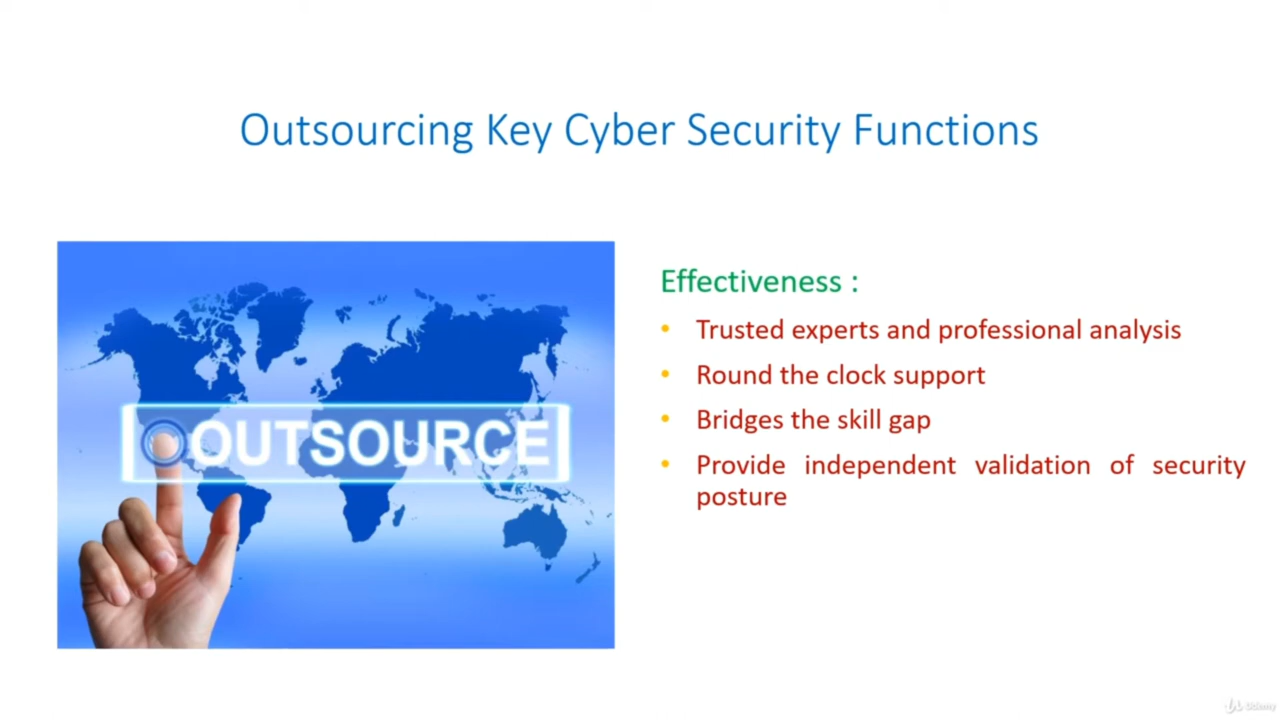 Outsourcing Key Cyber Security Functions
OUTSOURCE
Effectiveness :
• Trusted experts and professional analysis
• Round the clock support
• Bridges the skill gap
• Provide independent validation of security
posture
Udemy